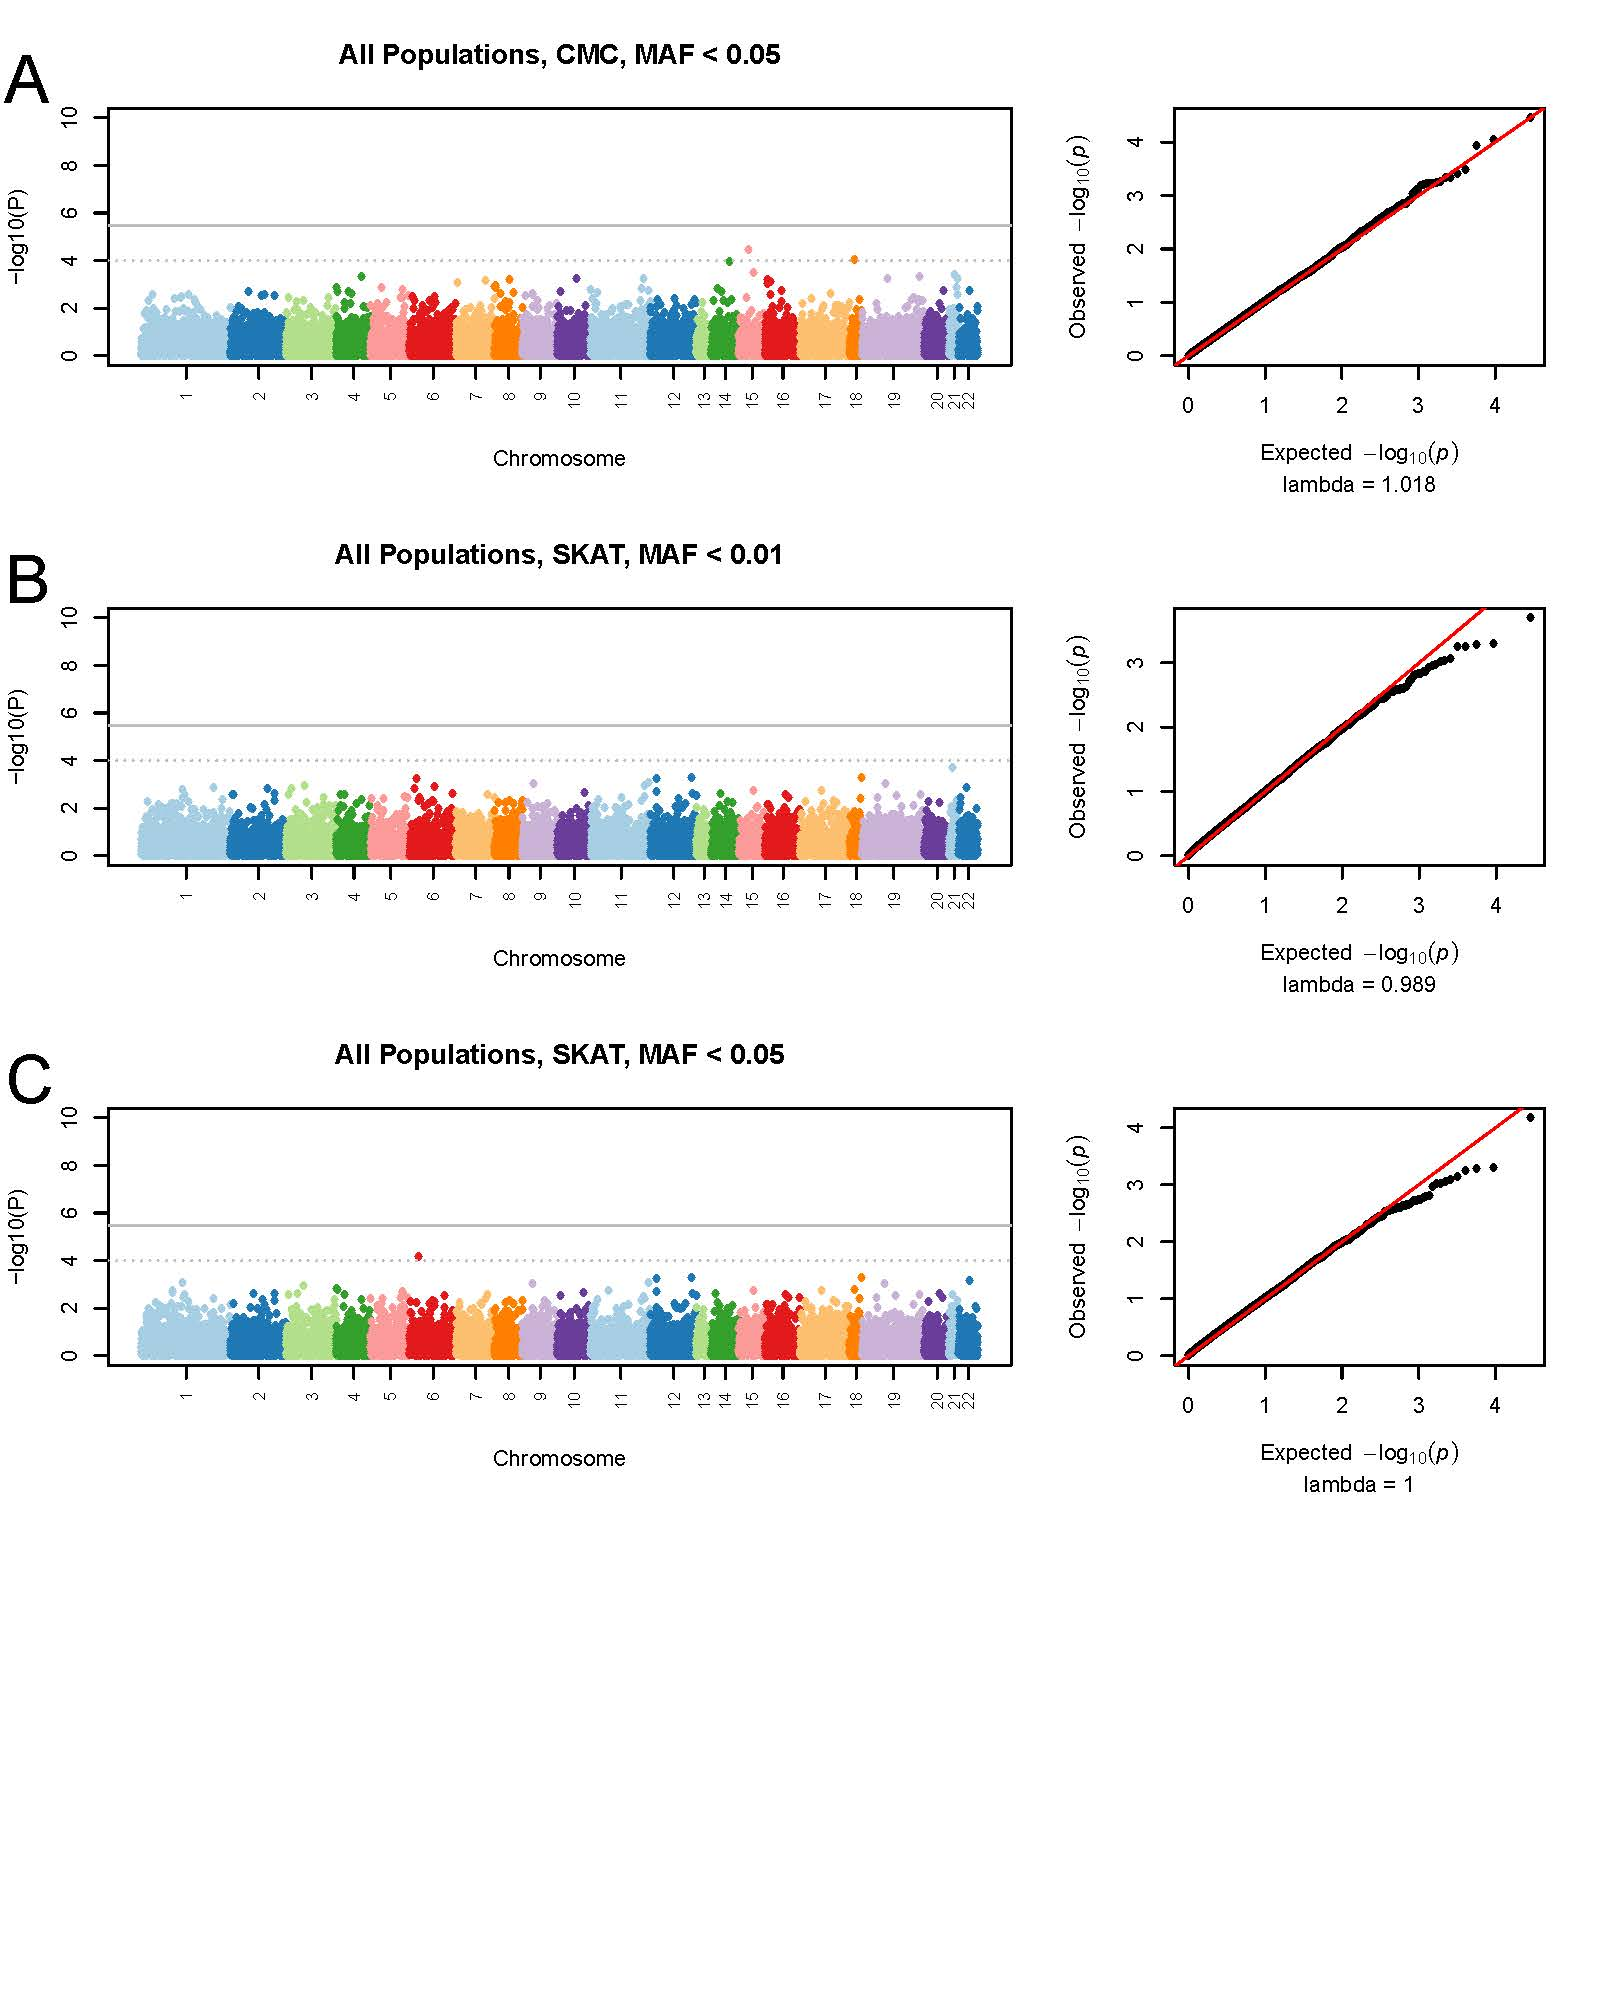 A
All Populations, CMC, MAF < 0.05
−log10(P)
10
8
6
4
2
0
1 2 3 4 5 6 7 8 9 10 11 12 13 14 15 16 17 18 19 20 21 22
Chromosome
Observed −log10(p)
4
3
2
1
0
0 1 2 3 4
Expected −log10(p)
lambda = 1.018
B
All Populations, SKAT, MAF < 0.01
−log10(P)
10
8
6
4
2
0
1 2 3 4 5 6 7 8 9 10 11 12 13 14 15 16 17 18 19 20 21 22
Chromosome
Observed −log10(p)
3
2
1
0
0 1 2 3 4
Expected −log10(p)
lambda = 0.989
C
All Populations, SKAT, MAF < 0.05
−log10(P)
10
8
6
4
2
0
1 2 3 4 5 6 7 8 9 10 11 12 13 14 15 16 17 18 19 20 21 22
Chromosome
Observed −log10(p)
4
3
2
1
0
0 1 2 3 4
Expected −log10(p)
lambda = 1